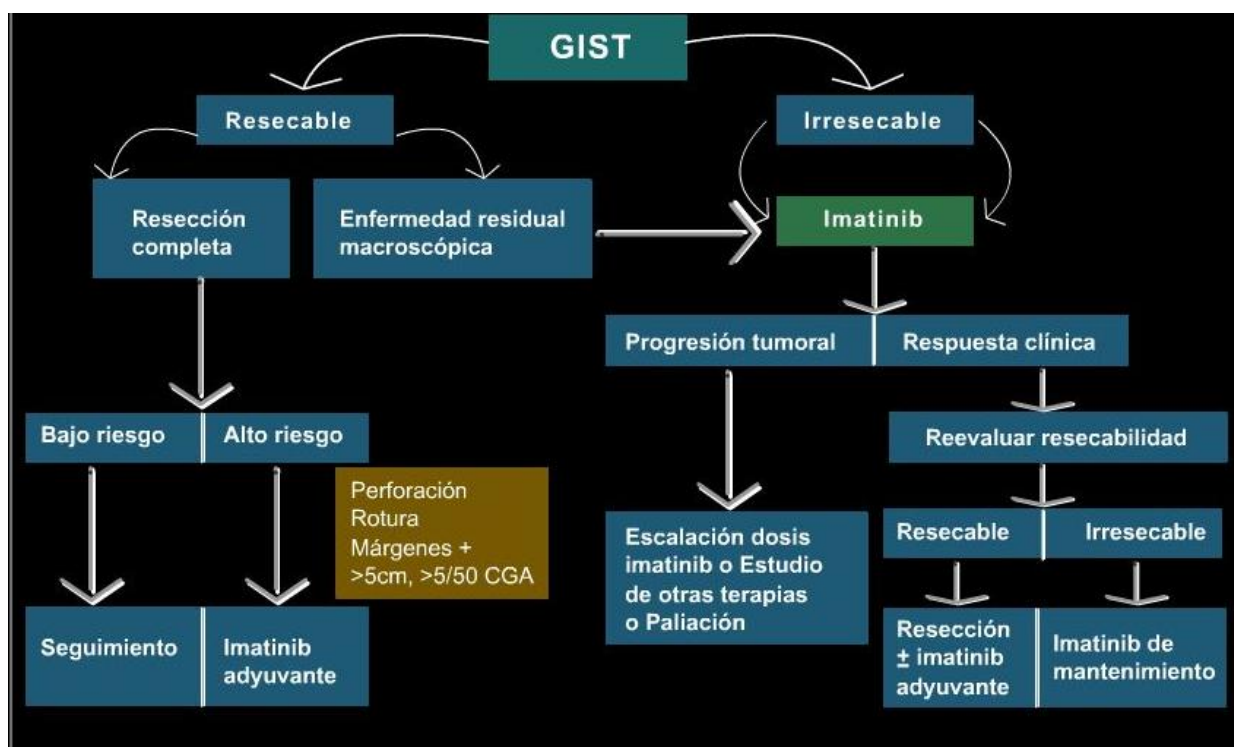 GIST
Resecable
Irresecable
Resección
completa
Enfermedad residual
macroscópica
Imatinib
Progresión tumoral
Respuesta clínica
Bajo riesgo
Alto riesgo
Reevaluar resecabilidad
Perforación
Rotura
Márgenes +
>5cm, >5/50 CGA
Escalación dosis
imatinib o Estudio
de otras terapias
o Paliación
Resecable
Irresecable
Seguimiento
Imatinib
adyuvante
Resección
± imatinib
adyuvante
Imatinib de
mantenimiento